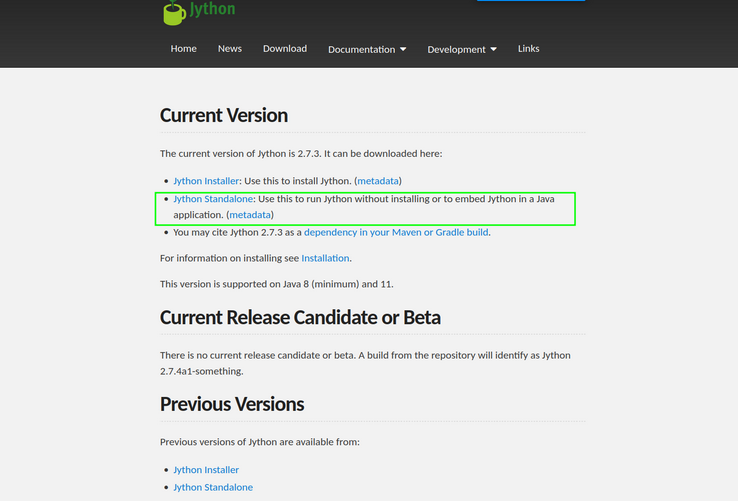 Jython
Home News Download Documentation Development Links
Current Version
The current version of Jython is 2.7.3. It can be downloaded here:
• Jython Installer: Use this to install Jython. (metadata)
• Jython Standalone: Use this to run Jython without installing or to embed Jython in a Java
application. (metadata)
• You may cite Jython 2.7.3 as a dependency in your Maven or Gradle build.
For information on installing see Installation.
This version is supported on Java 8 (minimum) and 11.
Current Release Candidate or Beta
There is no current release candidate or beta. A build from the repository will identify as Jython
2.7.4a1-something.
Previous Versions
Previous versions of Jython are available from:
• Jython Installer
• Jython Standalone